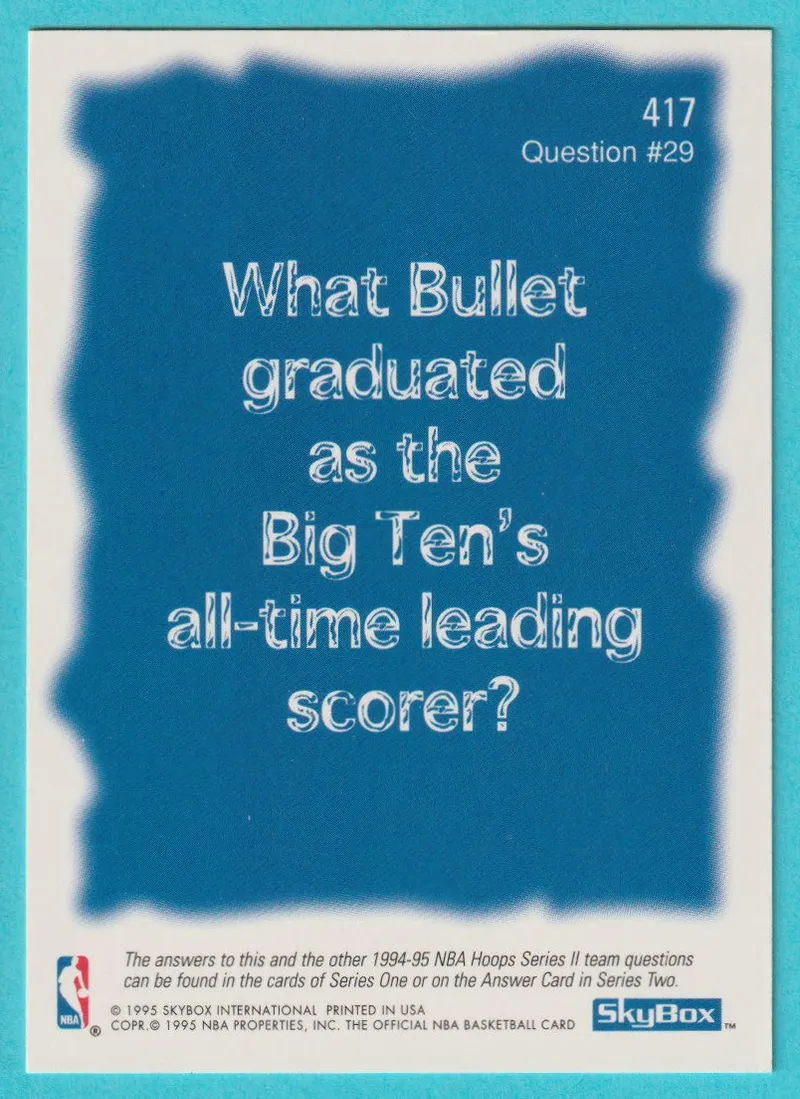 417
Question #29
What Bullet
graduated
as the
Big Ten's
all-time leading
scorer?
The answers to this and the other 1994-95 NBA Hoops Series II team questions
can be found in the cards of Series One or on the Answer Card in Series Two.
NBA ®
© 1995 SKYBOX INTERNATIONAL PRINTED IN USA
COPR.© 1995 NBA PROPERTIES, INC. THE OFFICIAL NBA BASKETBALL CARD
SkyBox ™